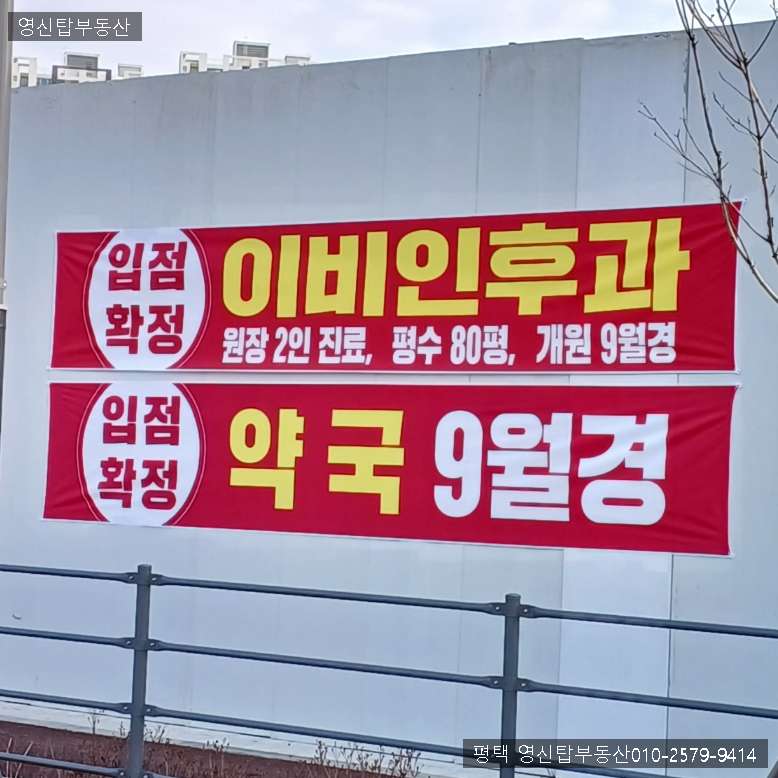 영신탑부동산
입점
확정
이비인후과
원장 2인 진료, 평수 80평, 개원 9월경
입점
확정
약국 9월경
평택 영신탑부동산010-2579-9414